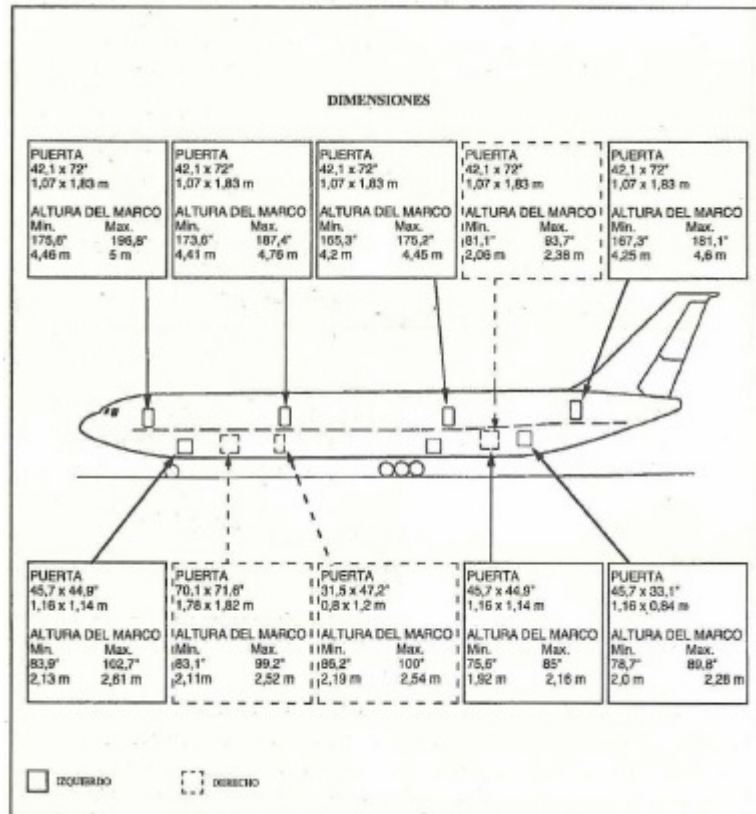 DIMENSIONES
PUERTA
42,1 x 72"
1,07 x 1,83 m
ALTURA DEL MARCO
Min. Max.
175,6" 196,8"
4,46 m 5 m
PUERTA
42,1 x 72"
1,07 x 1,83 m
ALTURA DEL MARCO
Min. Max.
173,6" 187,4"
4,41 m 4,76 m
PUERTA
42,1 x 72"
1,07 x 1,83 m
ALTURA DEL MARCO
Min. Max.
165,3" 175,2"
4,2 m 4,45 m
PUERTA
42,1 x 72"
1,07 x 1,83 m
ALTURA DEL MARCO
Min. Max.
81,1" 93,7"
2,06 m 2,38 m
PUERTA
42,1 x 72"
1,07 x 1,83 m
ALTURA DEL MARCO
Min. Max.
167,3" 181,1"
4,25 m 4,6 m
PUERTA
45,7 x 44,9"
1,16 x 1,14 m
ALTURA DEL MARCO
Min. Max.
83,9" 102,7"
2,13 m 2,61 m
PUERTA
70,1 x 71,6"
1,78 x 1,82 m
ALTURA DEL MARCO
Min. Max.
83,1" 99,2"
2,11m 2,52 m
PUERTA
31,5 x 47,2"
0,8 x 1,2 m
ALTURA DEL MARCO
Min. Max.
86,2" 100"
2,19 m 2,54 m
PUERTA
45,7 x 44,9"
1,16 x 1,14 m
ALTURA DEL MARCO
Min. Max.
75,6" 85"
1,92 m 2,16 m
PUERTA
45,7 x 33,1"
1,16 x 0,84 m
ALTURA DEL MARCO
Min. Max.
78,7" 89,8"
2,0 m 2,28 m
IZQUIERDO
DERECHO